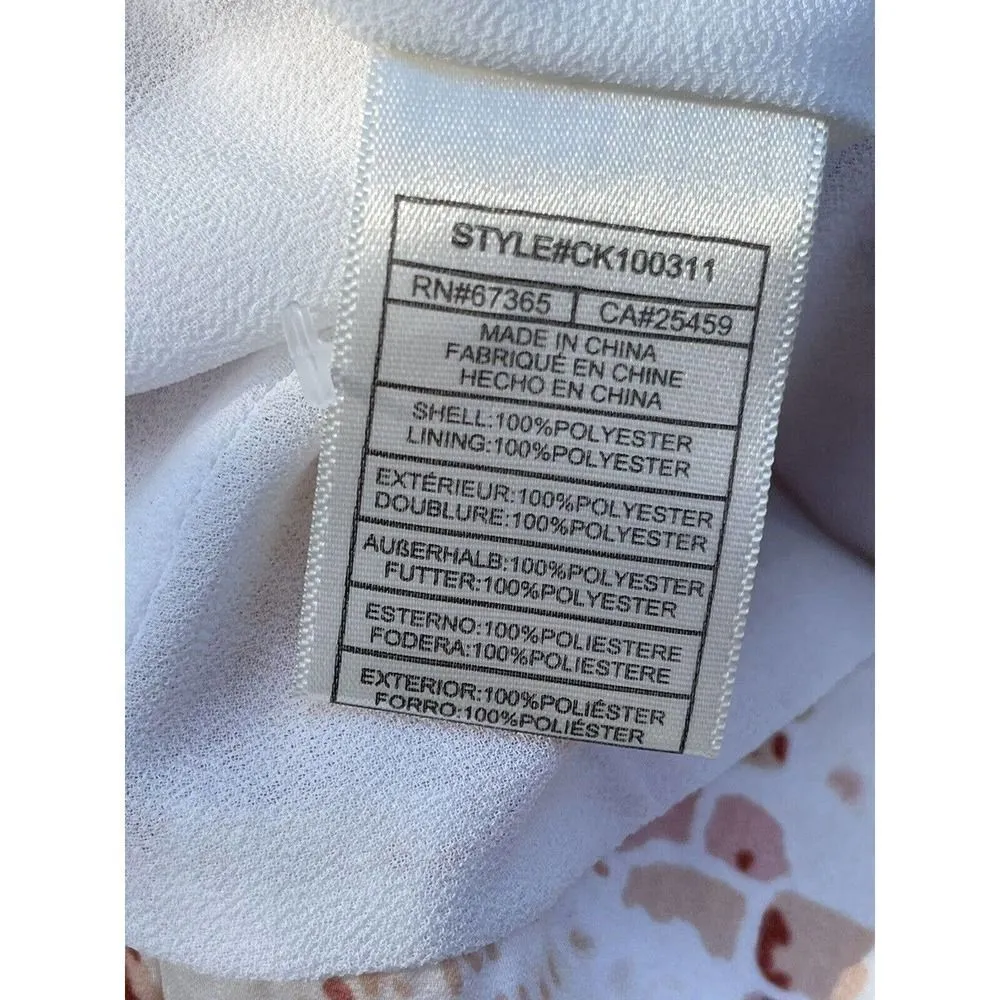 STYLE#CK100311
RN#67365 CA#25459
MADE IN CHINA
FABRIQUÉ EN CHINE
HECHO EN CHINA
SHELL:100%POLYESTER
LINING:100%POLYESTER
EXTÉRIEUR:100%POLYESTER
DOUBLURE:100%POLYESTER
AUßERHALB:100%POLYESTER
FUTTER:100%POLYESTER
ESTERNO:100%POLIESTERE
FODERA:100%POLIESTERE
EXTERIOR:100%POLIÉSTER
FORRO:100%POLIÉSTER